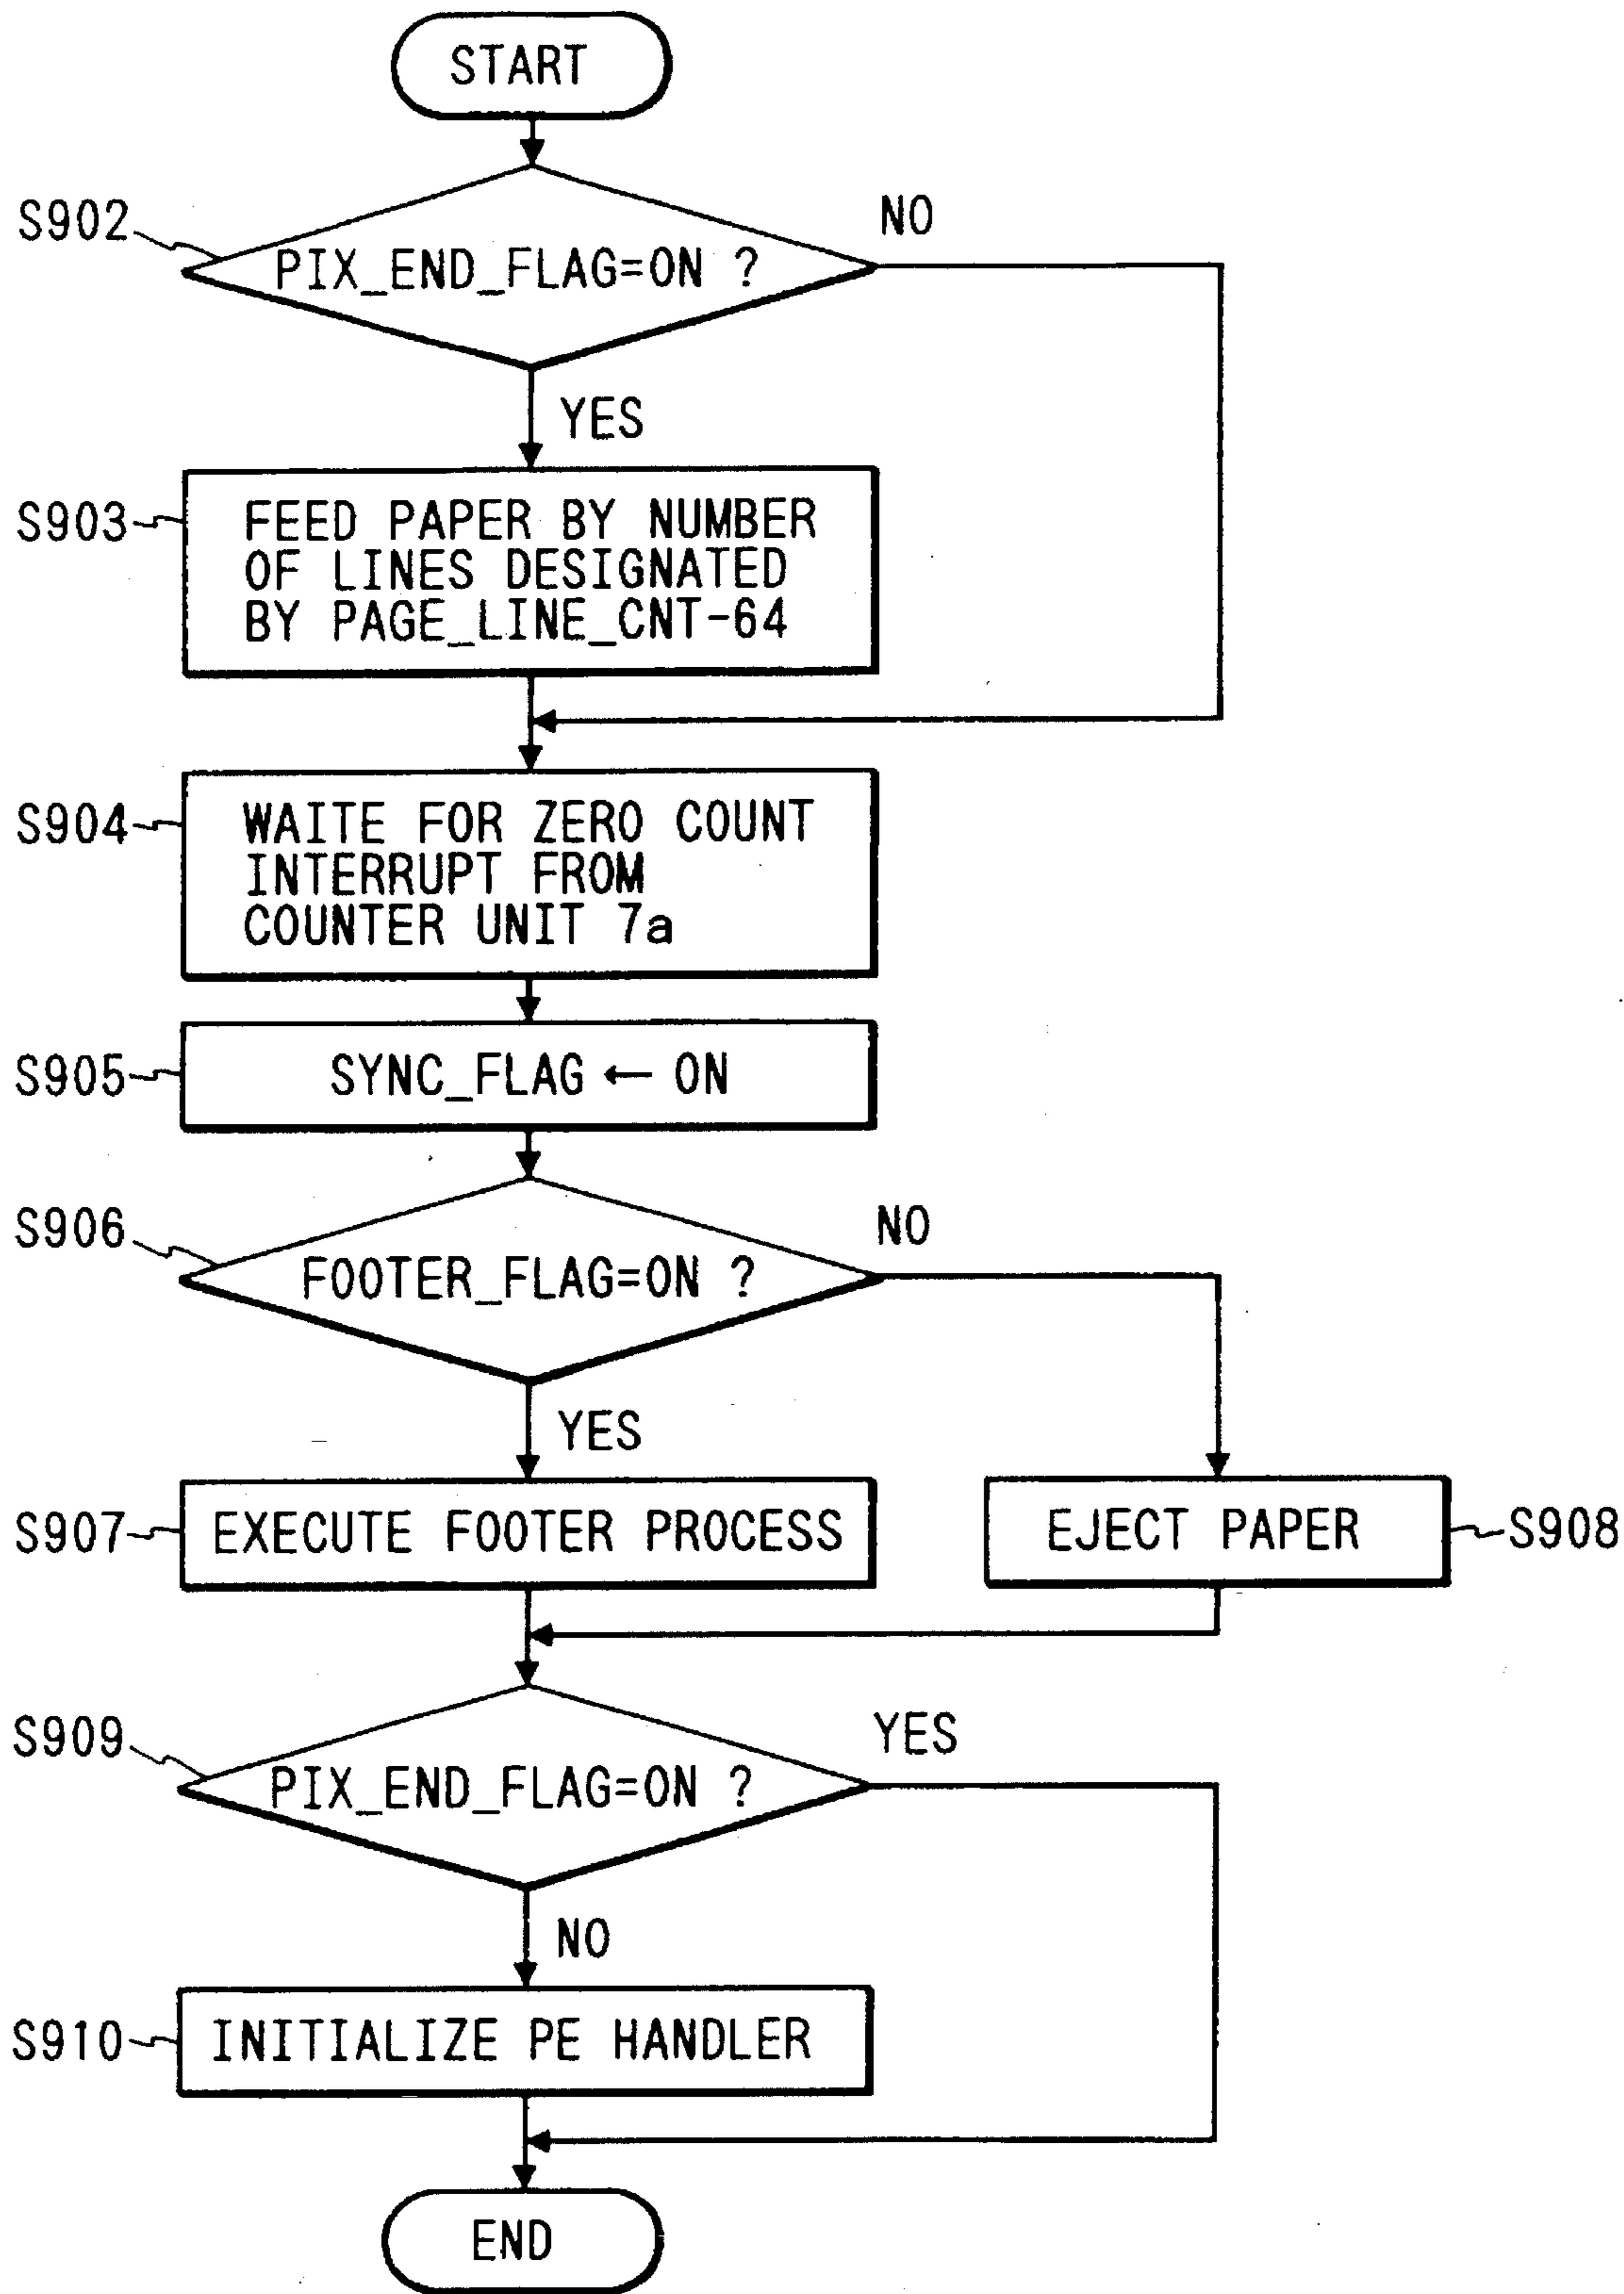 START
S902
PIX_END_FLAG=ON ?
NO
YES
S903
FEED PAPER BY NUMBER
OF LINES DESIGNATED
BY PAGE_LINE_CNT-64
S904
WAITE FOR ZERO COUNT
INTERRUPT FROM
COUNTER UNIT 7a
S905
SYNC_FLAG ← ON
S906
FOOTER_FLAG=ON ?
NO
YES
S907
EXECUTE FOOTER PROCESS
EJECT PAPER
S908
S909
PIX_END_FLAG=ON ?
YES
NO
S910
INITIALIZE PE HANDLER
END